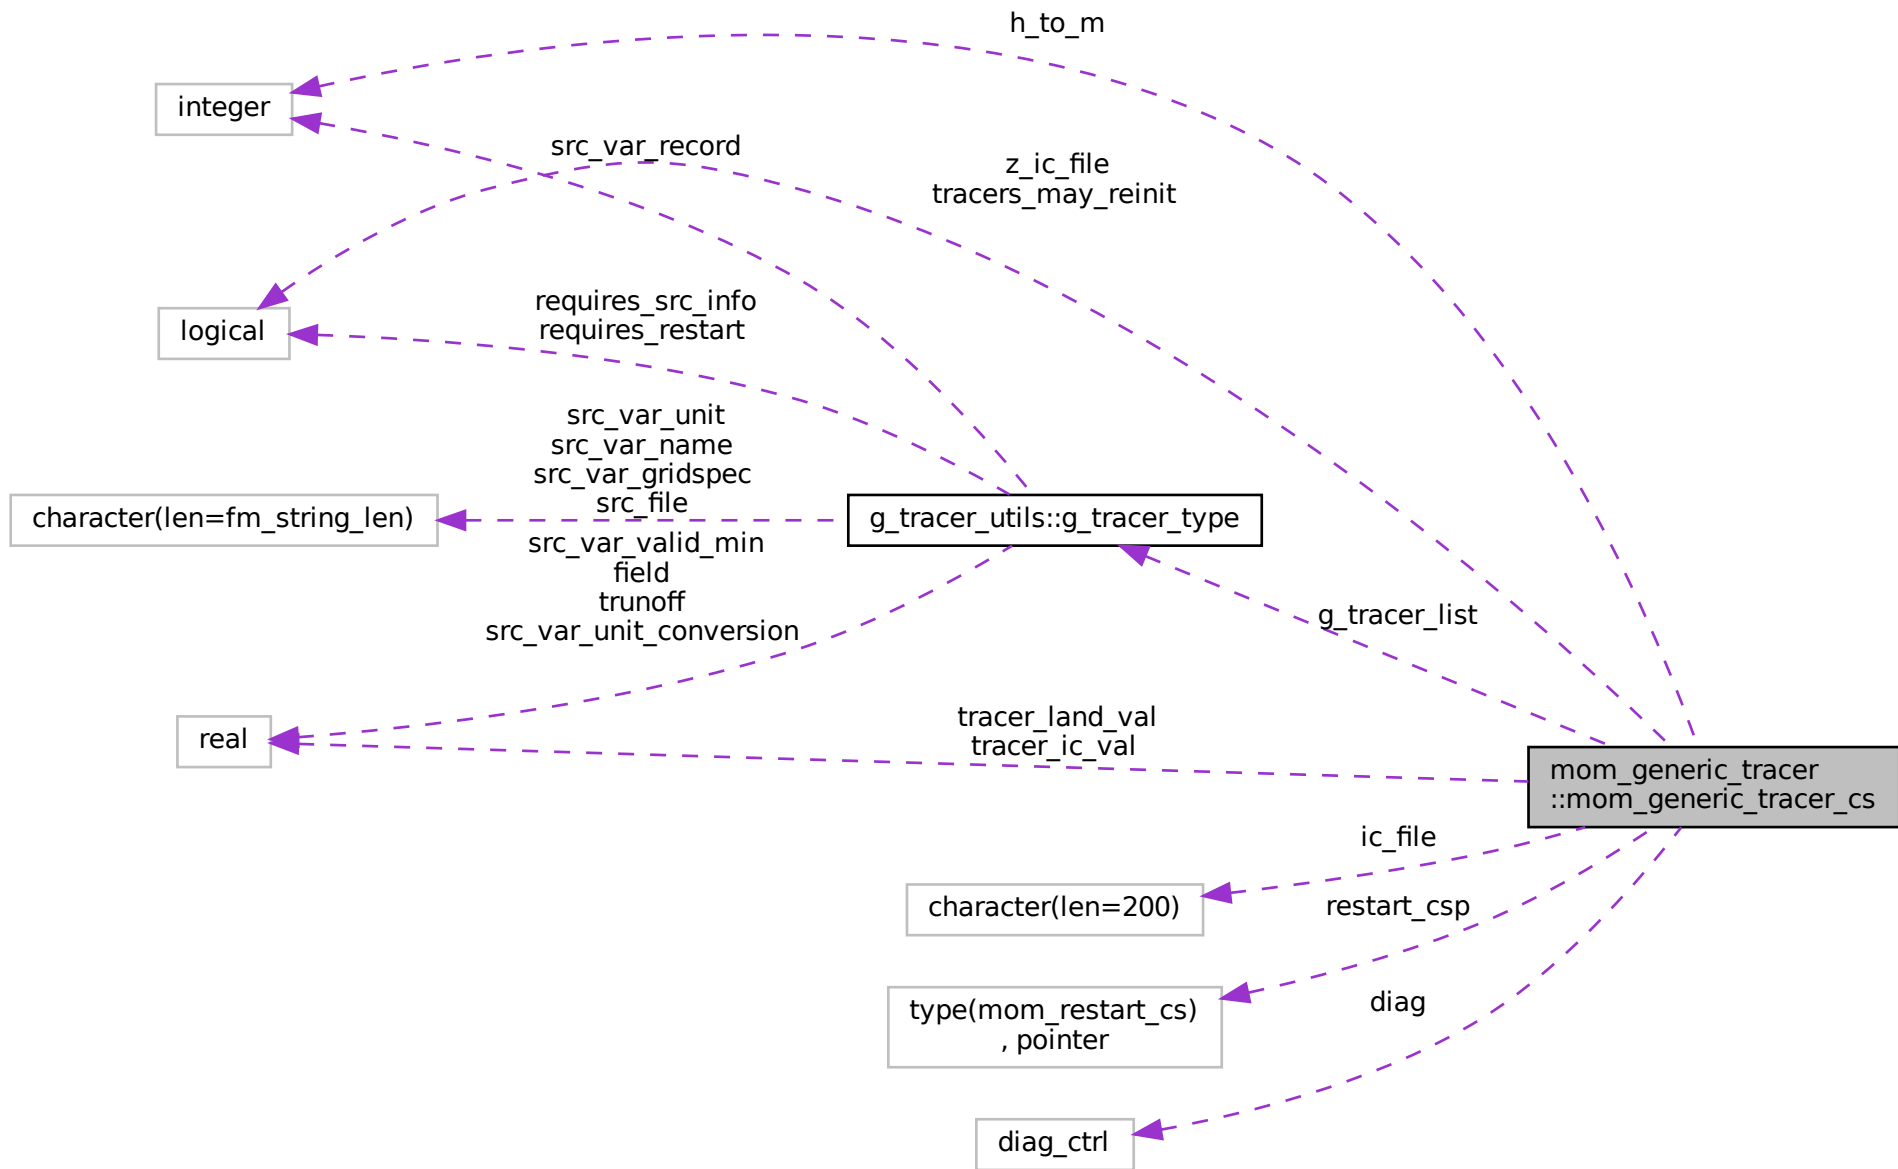 h_to_m
integer
src_var_record
z_ic_file
tracers_may_reinit
requires_src_info
requires_restart
logical
src_var_unit
src_var_name
src_var_gridspec
src_file
character(len=fm_string_len)
g_tracer_utils::g_tracer_type
src_var_valid_min
field
trunoff
src_var_unit_conversion
g_tracer_list
real
tracer_land_val
tracer_ic_val
mom_generic_tracer
::mom_generic_tracer_cs
ic_file
character(len=200)
restart_csp
type(mom_restart_cs)
, pointer
diag
diag_ctrl